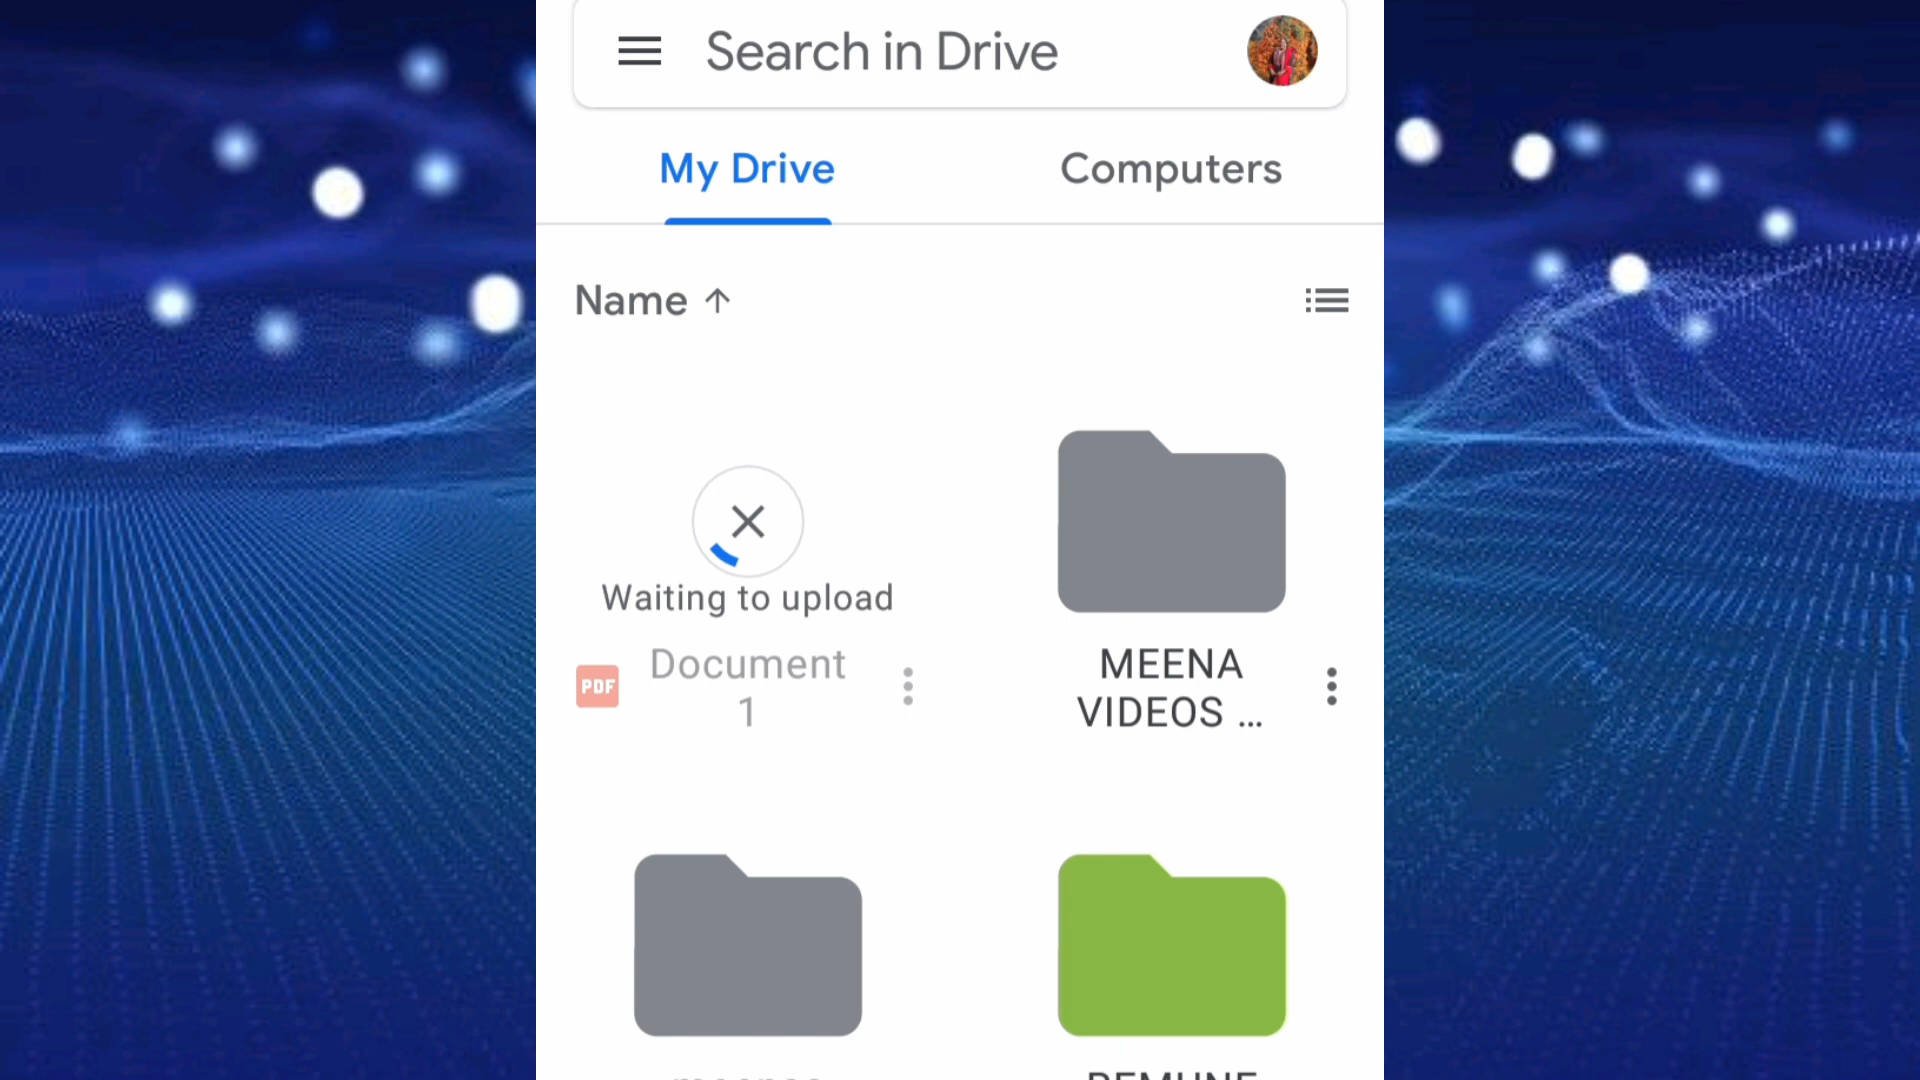 Search in Drive
My Drive
Computers
Name
Waiting to upload
PDF
Document
1
MEENA
VIDEOS ...